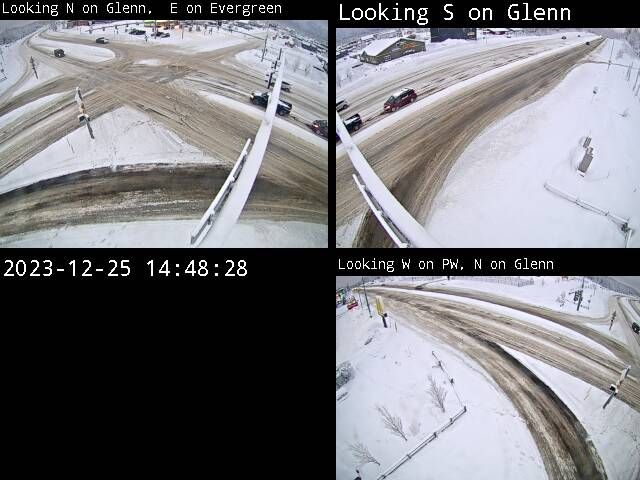 Looking N on Glenn, E on Evergreen
Looking S on Glenn
2023-12-25 14:48:28
Looking W on PW, N on Glenn